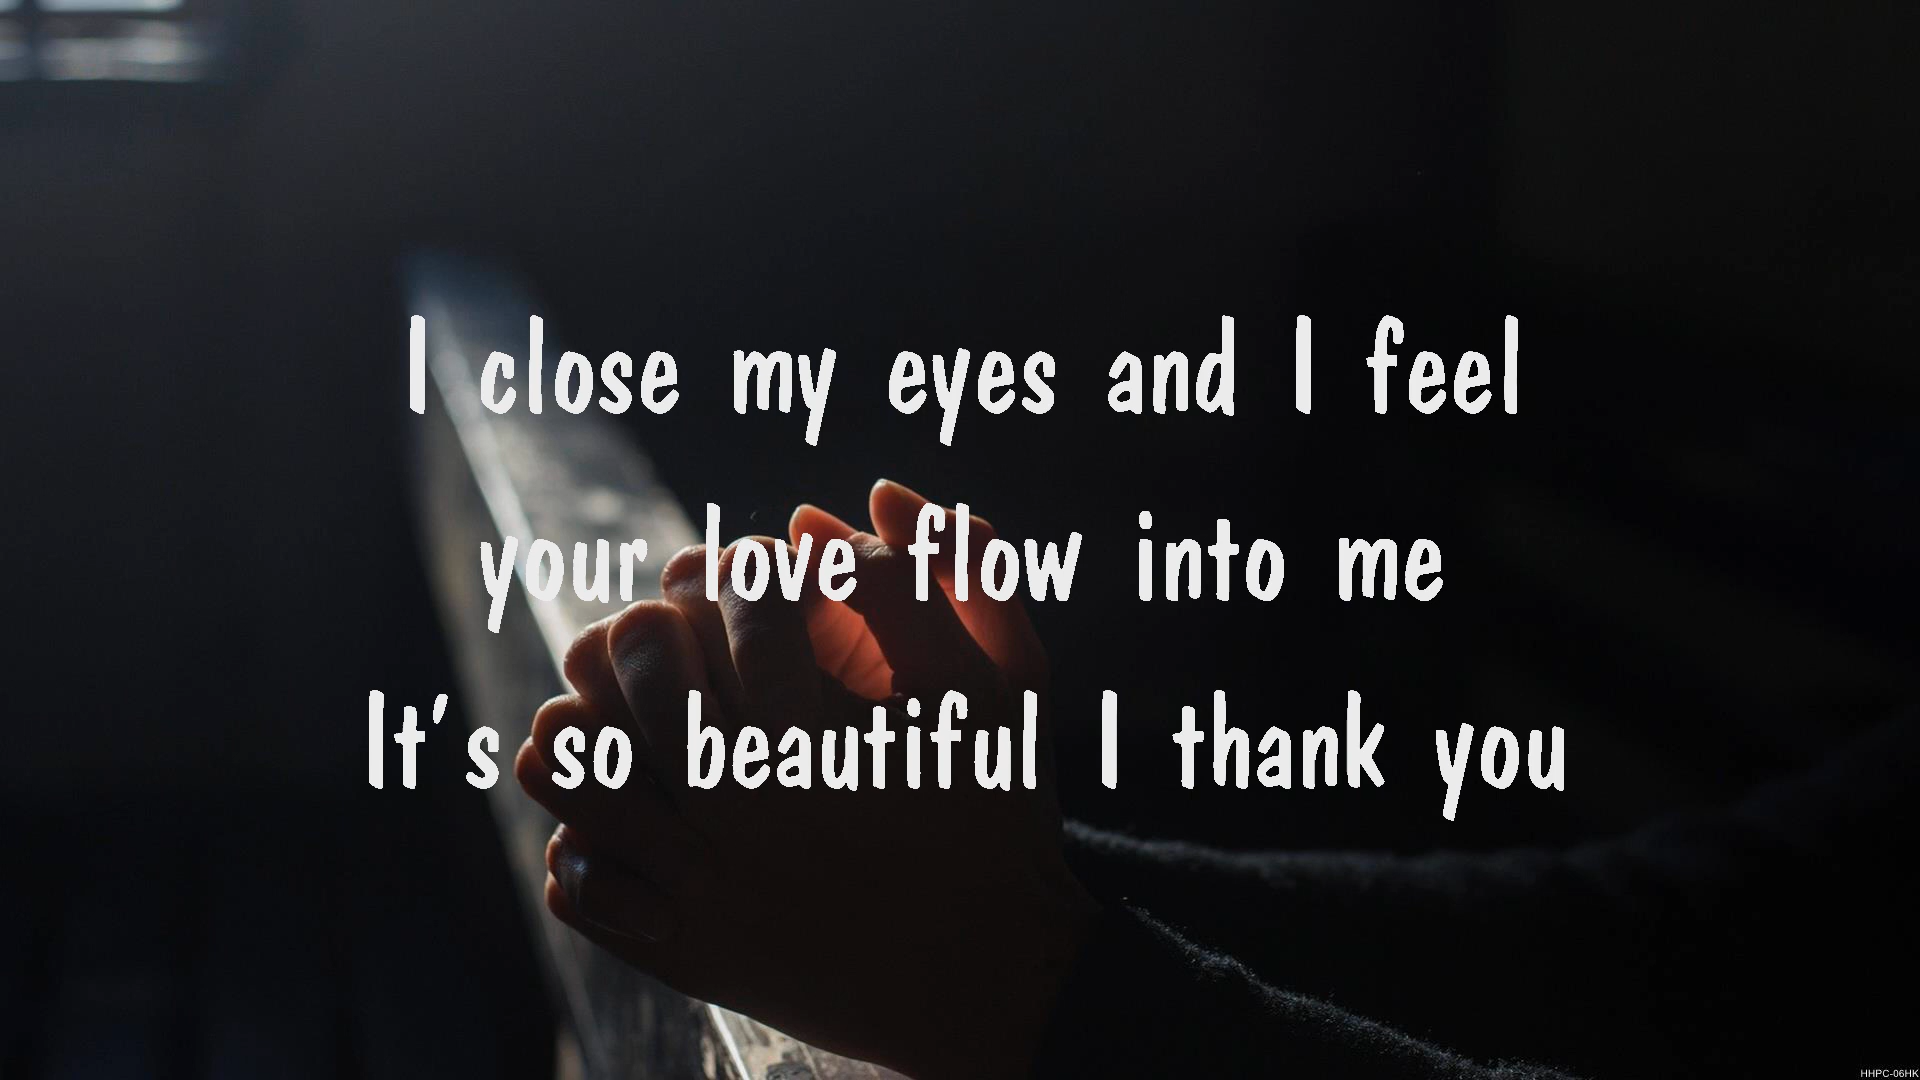 I close my eyes and I feel
your love flow into me
It's so beautiful I thank you
HHPC-06HK